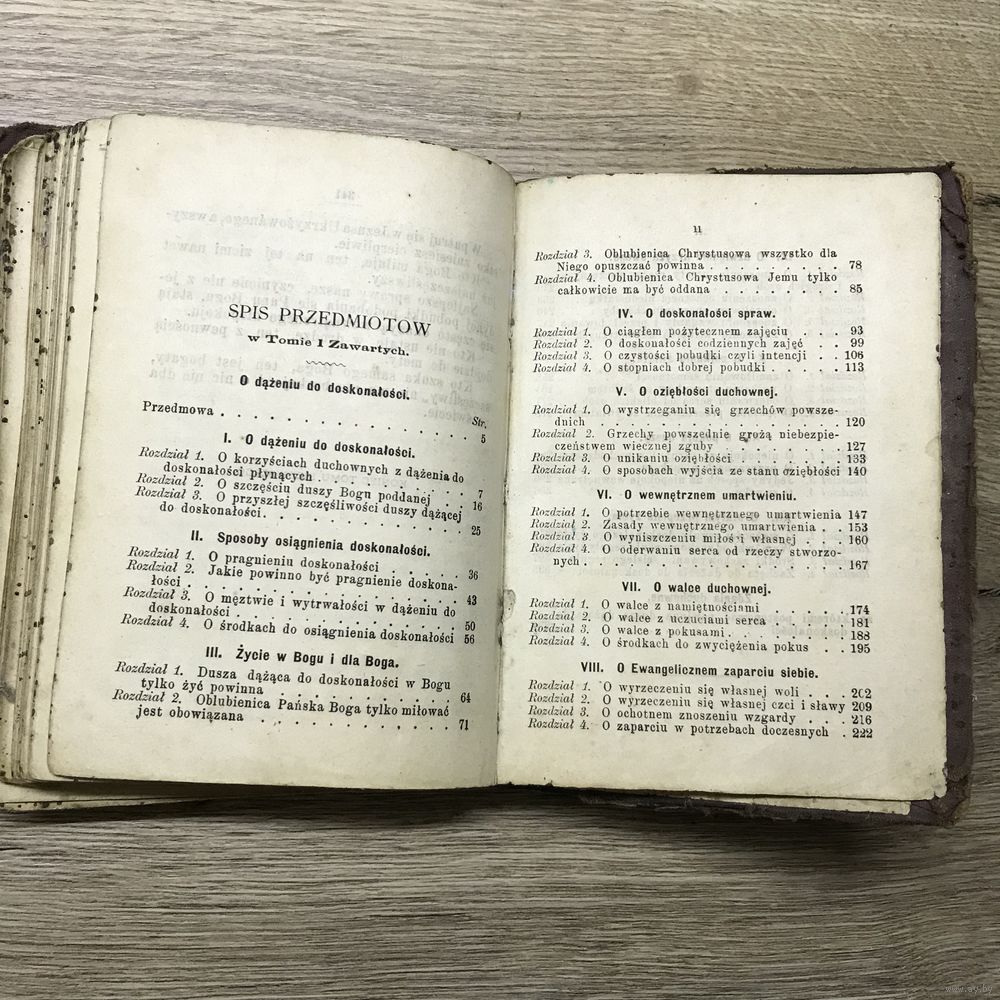 SPIS PRZEDMIOTOW
w Tomie I Zawartych.
O dążeniu do doskonałości.
Str.
Przedmowa . . . . . . . . . . . . . . 5
I. O dążeniu do doskonałości.
Rozdział 1. O korzyściach duchownych z dążenia do
doskonałości płynących . . . . . . . 7
Rozdział 2. O szczęściu duszy Bogu poddanej . . 16
Rozdział 3. O przyszłej szczęśliwości duszy dążącej
do doskonałości . . . . . . . . . . 25
II. Sposoby osiągnienia doskonałości.
Rozdział 1. O pragnieniu doskonałości . . . . . 36
Rozdział 2. Jakie powinno być pragnienie doskona-
łości . . . . . . . . . . . . . . 43
Rozdział 3. O męztwie i wytrwałości w dążeniu do
doskonałości . . . . . . . . . . . 50
Rozdział 4. O środkach do osiągnienia doskonałości 56
III. Życie w Bogu i dla Boga.
Rozdział 1. Dusza dążąca do doskonałości w Bogu
tylko żyć powinna . . . . . . . . . 64
Rozdział 2. Oblubienica Pańska Boga tylko miłować
jest obowiązana . . . . . . . . . . 71
II
Rozdział 3. Oblubienica Chrystusowa wszystko dla
Niego opuszczać powinna . . . . . . . . 78
Rozdział 4. Oblubienica Chrystusowa Jemu tylko
całkowicie ma być oddana . . . . . . . . 85
IV. O doskonałości spraw.
Rozdział 1. O ciągłem pożytecznem zajęciu . . . 93
Rozdział 2. O doskonałości codziennych zajęć . . 99
Rozdział 3. O czystości pobudki czyli intencji . . 106
Rozdział 4. O stopniach dobrej pobudki . . . . . 113
V. O oziębłości duchownej.
Rozdział 1. O wystrzeganiu się grzechów powsze-
dnich . . . . . . . . . . . . . . . 120
Rozdział 2. Grzechy powszednie grożą niebezpie-
czeństwem wiecznej zguby . . . . . . . 127
Rozdział 3. O unikaniu oziębłości . . . . . . . 133
Rozdział 4. O sposobach wyjścia ze stanu oziębłości 140
VI. O wewnętrznem umartwieniu.
Rozdział 1. O potrzebie wewnętrznego umartwienia 147
Rozdział 2. Zasady wewnętrznego umartwienia . . 153
Rozdział 3. O wyniszczeniu miłośi własnej . . . . 160
Rozdział 4. O oderwaniu serca od rzeczy stworzo-
nych . . . . . . . . . . . . . . . 167
VII. O walce duchownej.
Rozdział 1. O walce z namiętnościami . . . . . 174
Rozdział 2. O walce z uczuciami serca . . . . . 181
Rozdział 3. O walce z pokusami . . . . . . . . 188
Rozdział 4. O środkach do zwyciężenia pokus . . 195
VIII. O Ewangelicznem zaparciu siebie.
Rozdział 1. O wyrzeczeniu się własnej woli . . . 202
Rozdział 2. O wyrzeczeniu się własnej czci i sławy 209
Rozdział 3. O ochotnem znoszeniu wzgardy . . . 216
Rozdział 4. O zaparciu w potrzebach doczesnych . 222
www.ay.by